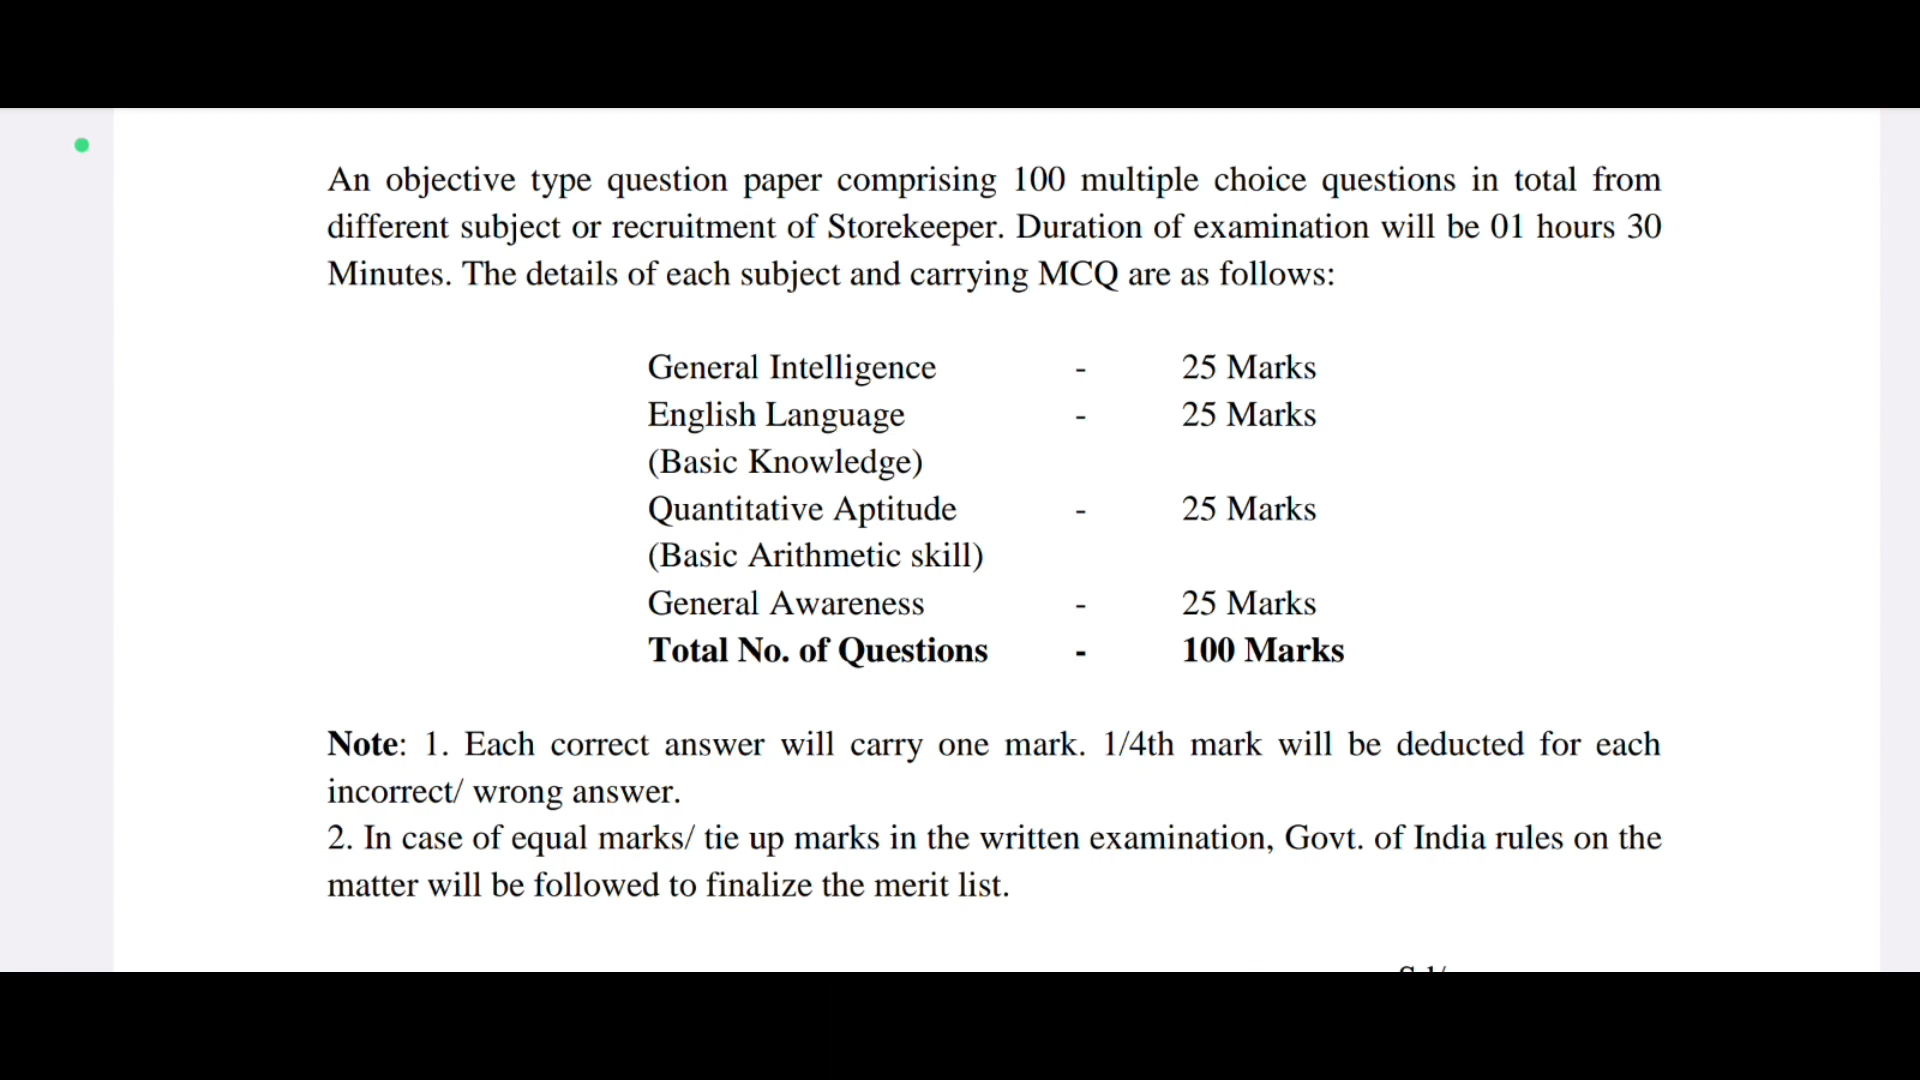 An objective type question paper comprising 100 multiple choice questions in total from
different subject or recruitment of Storekeeper. Duration of examination will be 01 hours 30
Minutes. The details of each subject and carrying MCQ are as follows:
General Intelligence - 25 Marks
English Language - 25 Marks
(Basic Knowledge)
Quantitative Aptitude - 25 Marks
(Basic Arithmetic skill)
General Awareness - 25 Marks
Total No. of Questions - 100 Marks
Note: 1. Each correct answer will carry one mark. 1/4th mark will be deducted for each
incorrect/ wrong answer.
2. In case of equal marks/ tie up marks in the written examination, Govt. of India rules on the
matter will be followed to finalize the merit list.